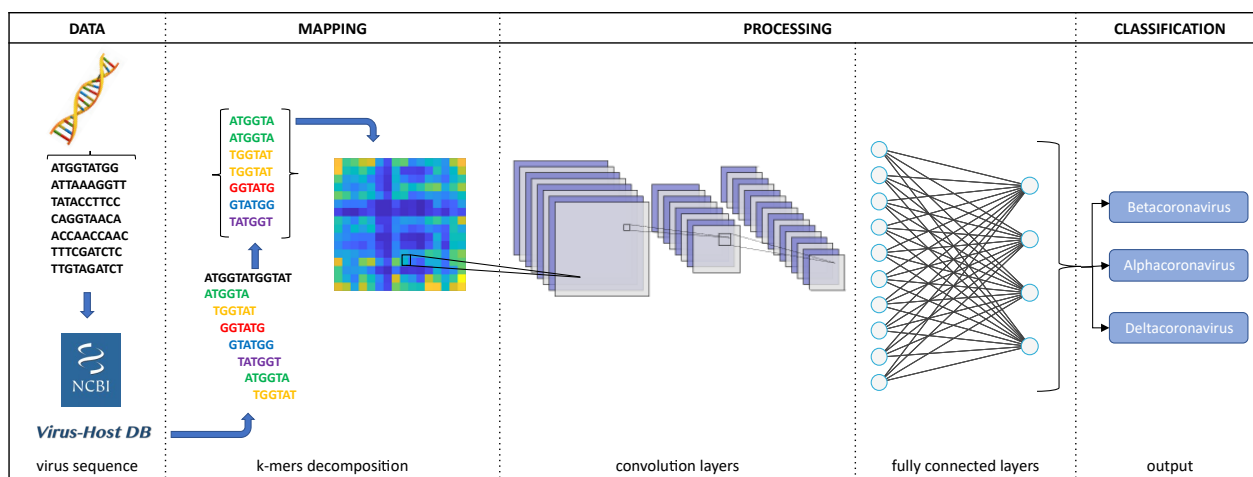 DATA
MAPPING
PROCESSING
CLASSIFICATION
ATGGTATGG
ATTAAAGGTT
TATACCTTCC
CAGGTAACA
ACCAACCAAC
TTTCGATCTC
TTGTAGATCT
NCBI
Virus-Host DB
virus sequence
ATGGTA
ATGGTA
TGGTAT
TGGTAT
GGTATG
GTATGG
TATGGT
ATGGTATGGTAT
ATGGTA
TGGTAT
GGTATG
GTATGG
TATGGT
ATGGTA
TGGTAT
k-mers decomposition
convolution layers
fully connected layers
Betacoronavirus
Alphacoronavirus
Deltacoronavirus
output